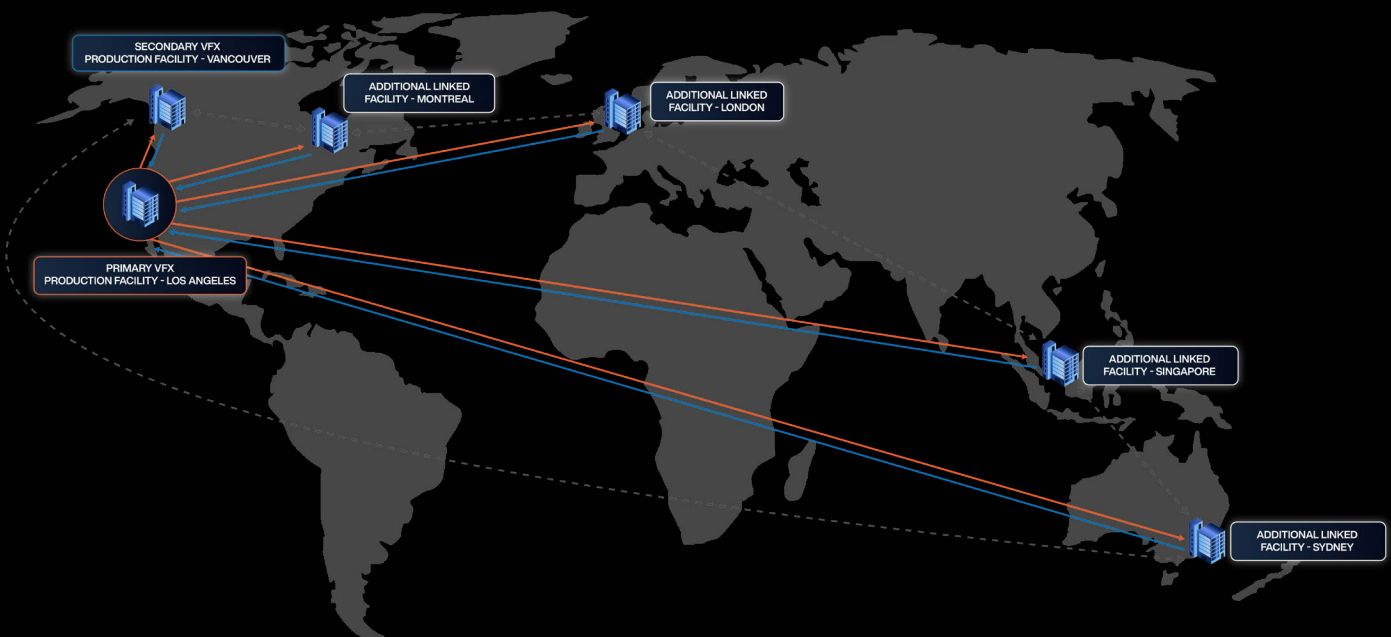 SECONDARY VFX
PRODUCTION FACILITY - VANCOUVER
ADDITIONAL LINKED
FACILITY - MONTREAL
ADDITIONAL LINKED
FACILITY - LONDON
PRIMARY VFX
PRODUCTION FACILITY - LOS ANGELES
ADDITIONAL LINKED
FACILITY - SINGAPORE
ADDITIONAL LINKED
FACILITY - SYDNEY